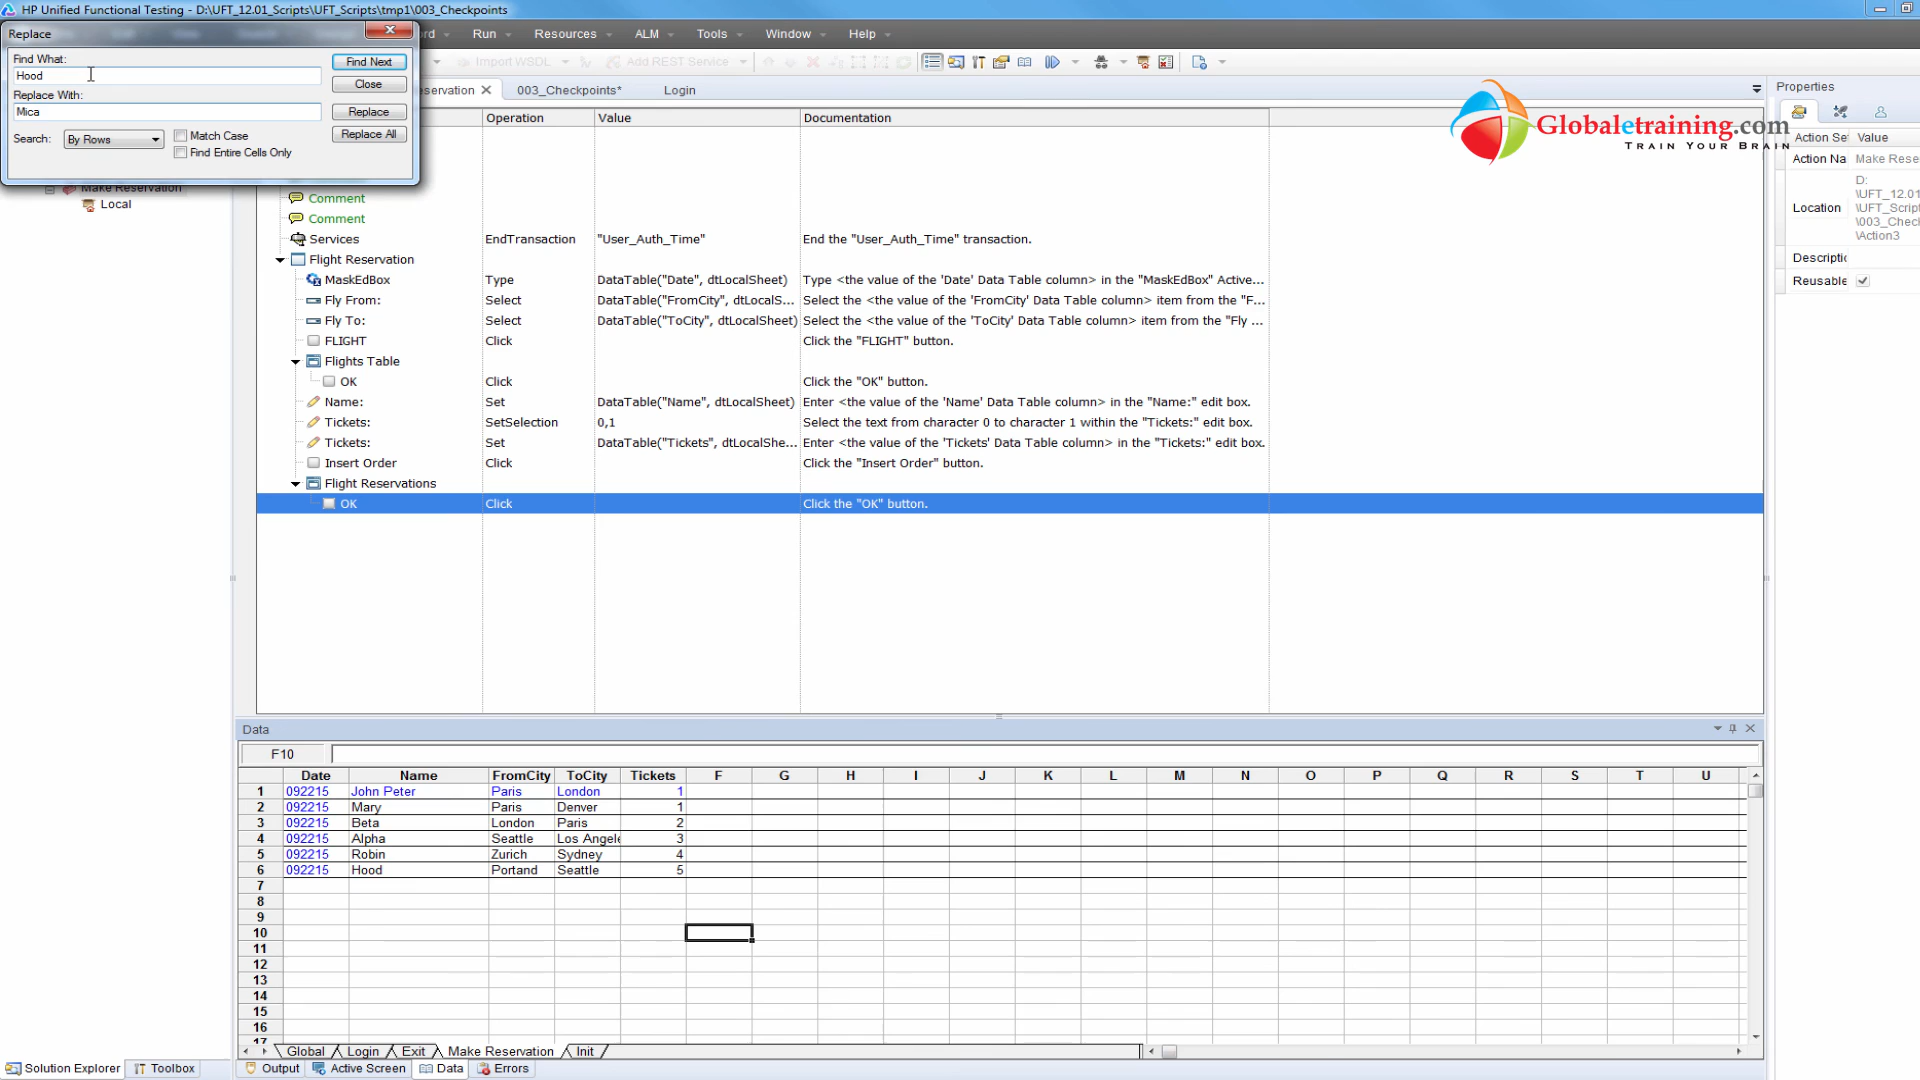 HP Unified Functional Testing - D:\UFT_12.01_Scripts\UFT_Scripts\tmp1\003_Checkpoints
Replace
Find What:
Hood
Replace With:
Mica
Search: By Rows
Match Case
Find Entire Cells Only
Find Next
Close
Replace
Replace All
Run Resources ALM Tools Window Help
Import WSDL Add REST Service
003_Checkpoints* Login
Properties
Globaletraining.com
TRAIN YOUR BRAIN
Operation Value Documentation
Value
Make Reservation
Local
Make Reser
Location
D:
\UFT_12.01
\Action3
Reusable
Comment
Comment
Services EndTransaction "User_Auth_Time" End the "User_Auth_Time" transaction.
Flight Reservation
MaskEdBox Type DataTable("Date", dtLocalSheet) Type <the value of the 'Date' Data Table column> in the "MaskEdBox" Active...
Fly From: Select DataTable("FromCity", dtLocalS... Select the <the value of the 'FromCity' Data Table column> item from the "F...
Fly To: Select DataTable("ToCity", dtLocalSheet) Select the <the value of the 'ToCity' Data Table column> item from the "Fly ...
FLIGHT Click Click the "FLIGHT" button.
Flights Table
OK Click Click the "OK" button.
Name: Set DataTable("Name", dtLocalSheet) Enter <the value of the 'Name' Data Table column> in the "Name:" edit box.
Tickets: SetSelection 0,1 Select the text from character 0 to character 1 within the "Tickets:" edit box.
Tickets: Set DataTable("Tickets", dtLocalShe... Enter <the value of the 'Tickets' Data Table column> in the "Tickets:" edit box.
Insert Order Click Click the "Insert Order" button.
Flight Reservations
OK Click Click the "OK" button.
Data
F10
Date Name FromCity ToCity Tickets F G H I J K L M N O P Q R S T U
1 092215 John Peter Paris London 1
2 092215 Mary Paris Denver 1
3 092215 Beta London Paris 2
4 092215 Alpha Seattle Los Angele 3
5 092215 Robin Zurich Sydney 4
6 092215 Hood Portand Seattle 5
7
8
9
10
11
12
13
14
15
16
17
Global Login Exit Make Reservation Init
Solution Explorer Toolbox Output Active Screen Data Errors